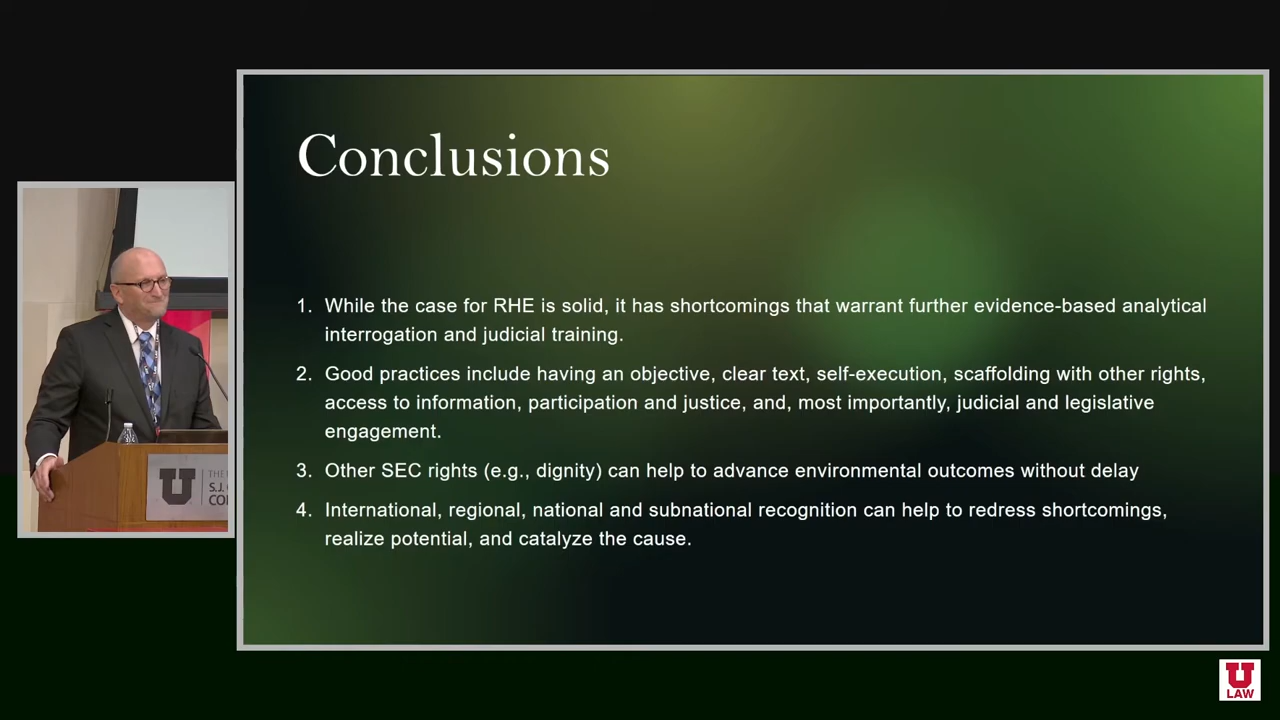 Conclusions
1. While the case for RHE is solid, it has shortcomings that warrant further evidence-based analytical
interrogation and judicial training.
2. Good practices include having an objective, clear text, self-execution, scaffolding with other rights,
access to information, participation and justice, and, most importantly, judicial and legislative
engagement.
3. Other SEC rights (e.g., dignity) can help to advance environmental outcomes without delay
4. International, regional, national and subnational recognition can help to redress shortcomings,
realize potential, and catalyze the cause.
U
THE
S.J.
CO
U
LAW